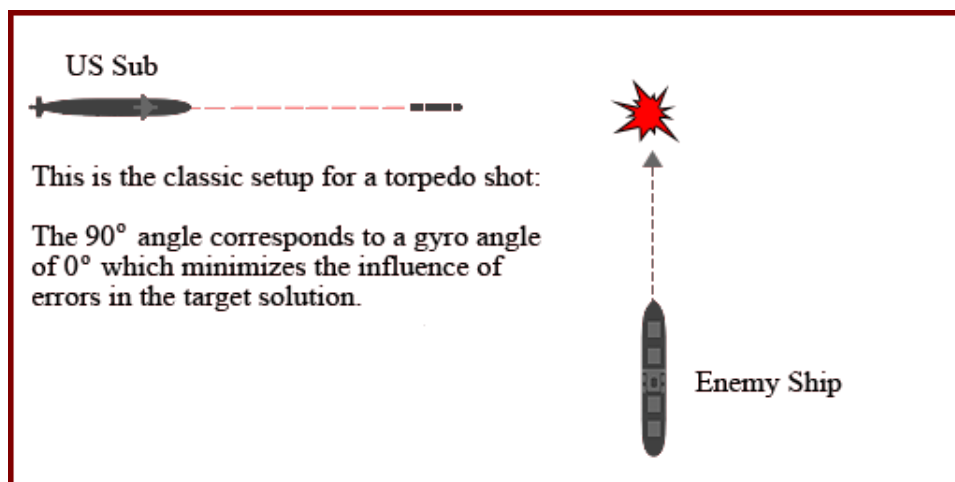 US Sub
This is the classic setup for a torpedo shot:
The 90° angle corresponds to a gyro angle
of 0° which minimizes the influence of
errors in the target solution.
Enemy Ship